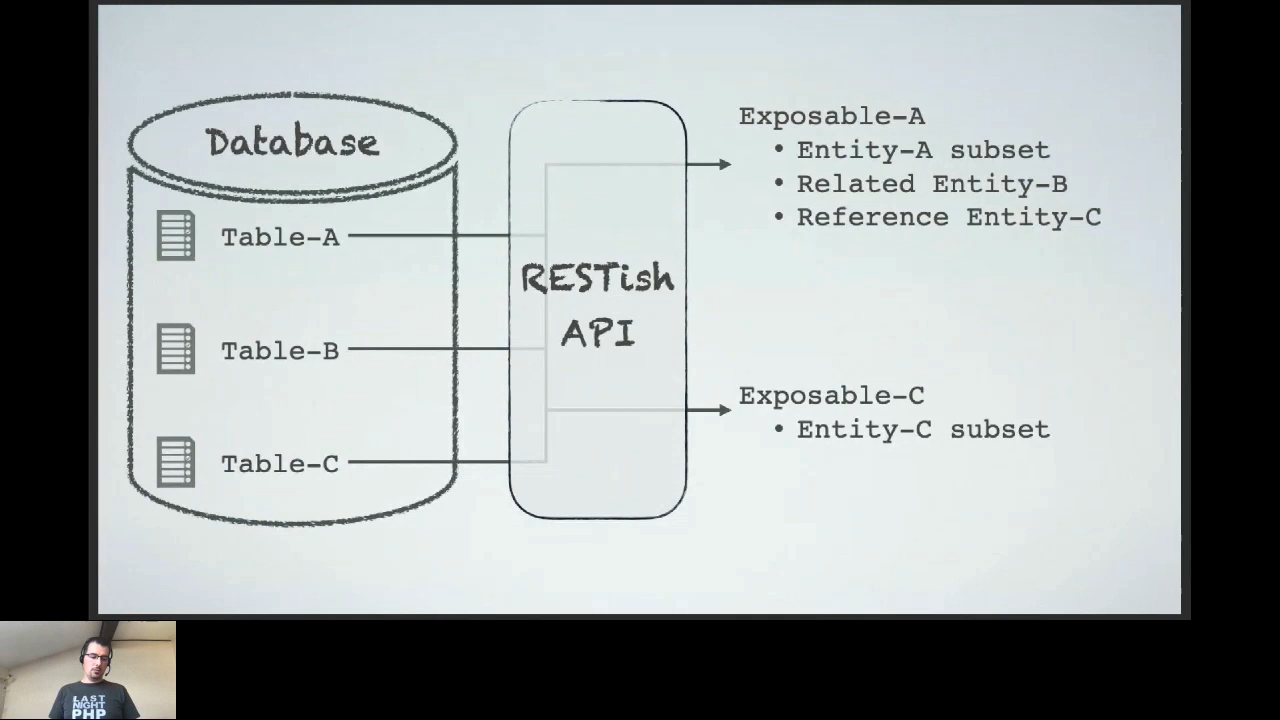 Database
Table-A
Table-B
Table-C
RESTish
API
Exposable-A
• Entity-A subset
• Related Entity-B
• Reference Entity-C
Exposable-C
• Entity-C subset
LAST
NIGHT
PHP